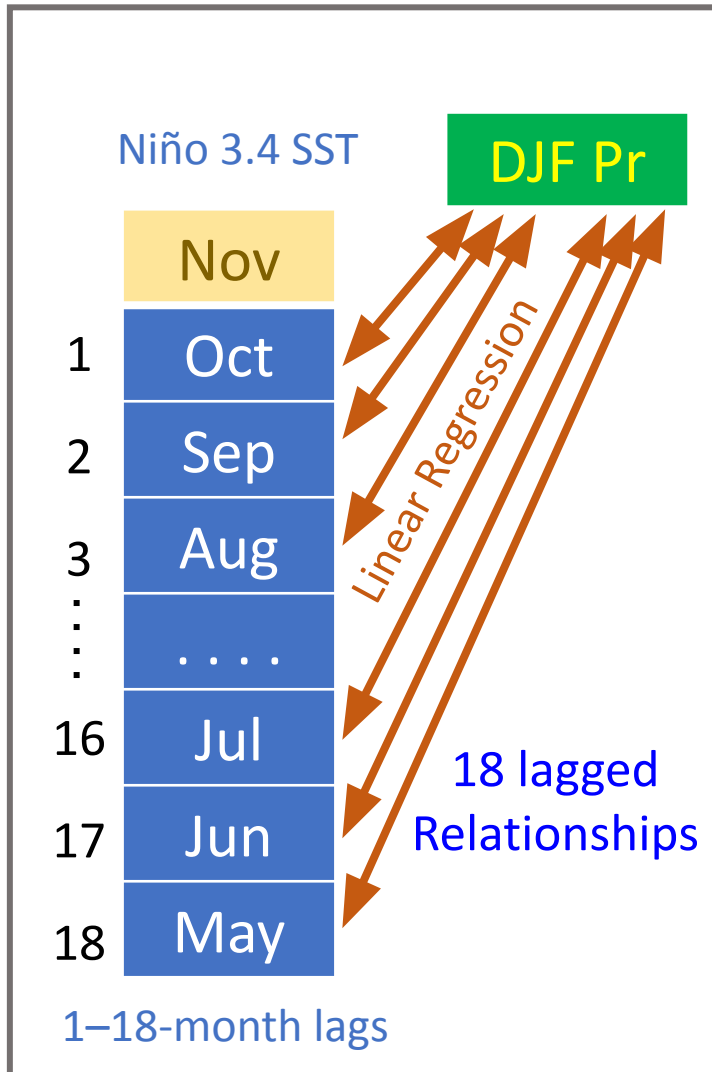 Niño 3.4 SST
DJF Pr
Nov
1 Oct
2 Sep
3 Aug
: : . . . .
16 Jul
17 Jun
18 May
Linear Regression
18 lagged
Relationships
1–18-month lags